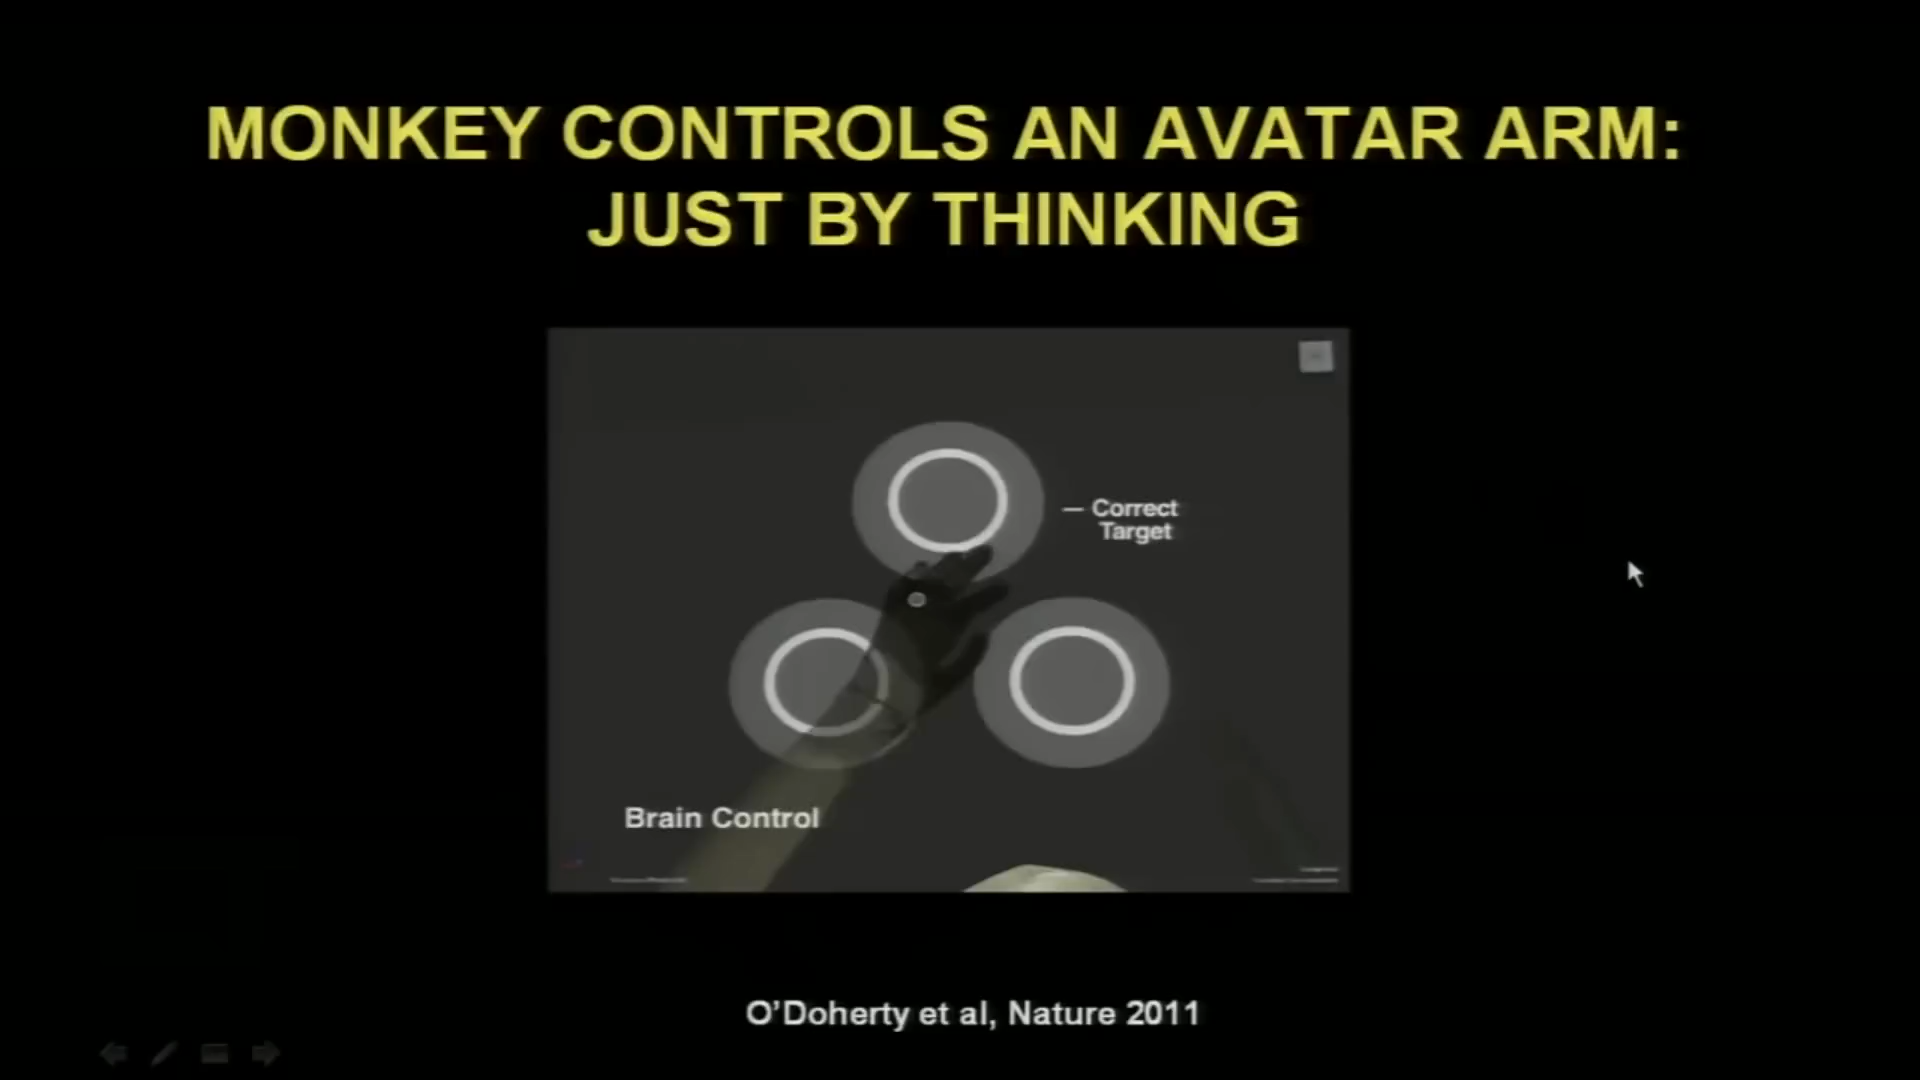 MONKEY CONTROLS AN AVATAR ARM:
JUST BY THINKING
— Correct
Target
Brain Control
O’Doherty et al, Nature 2011